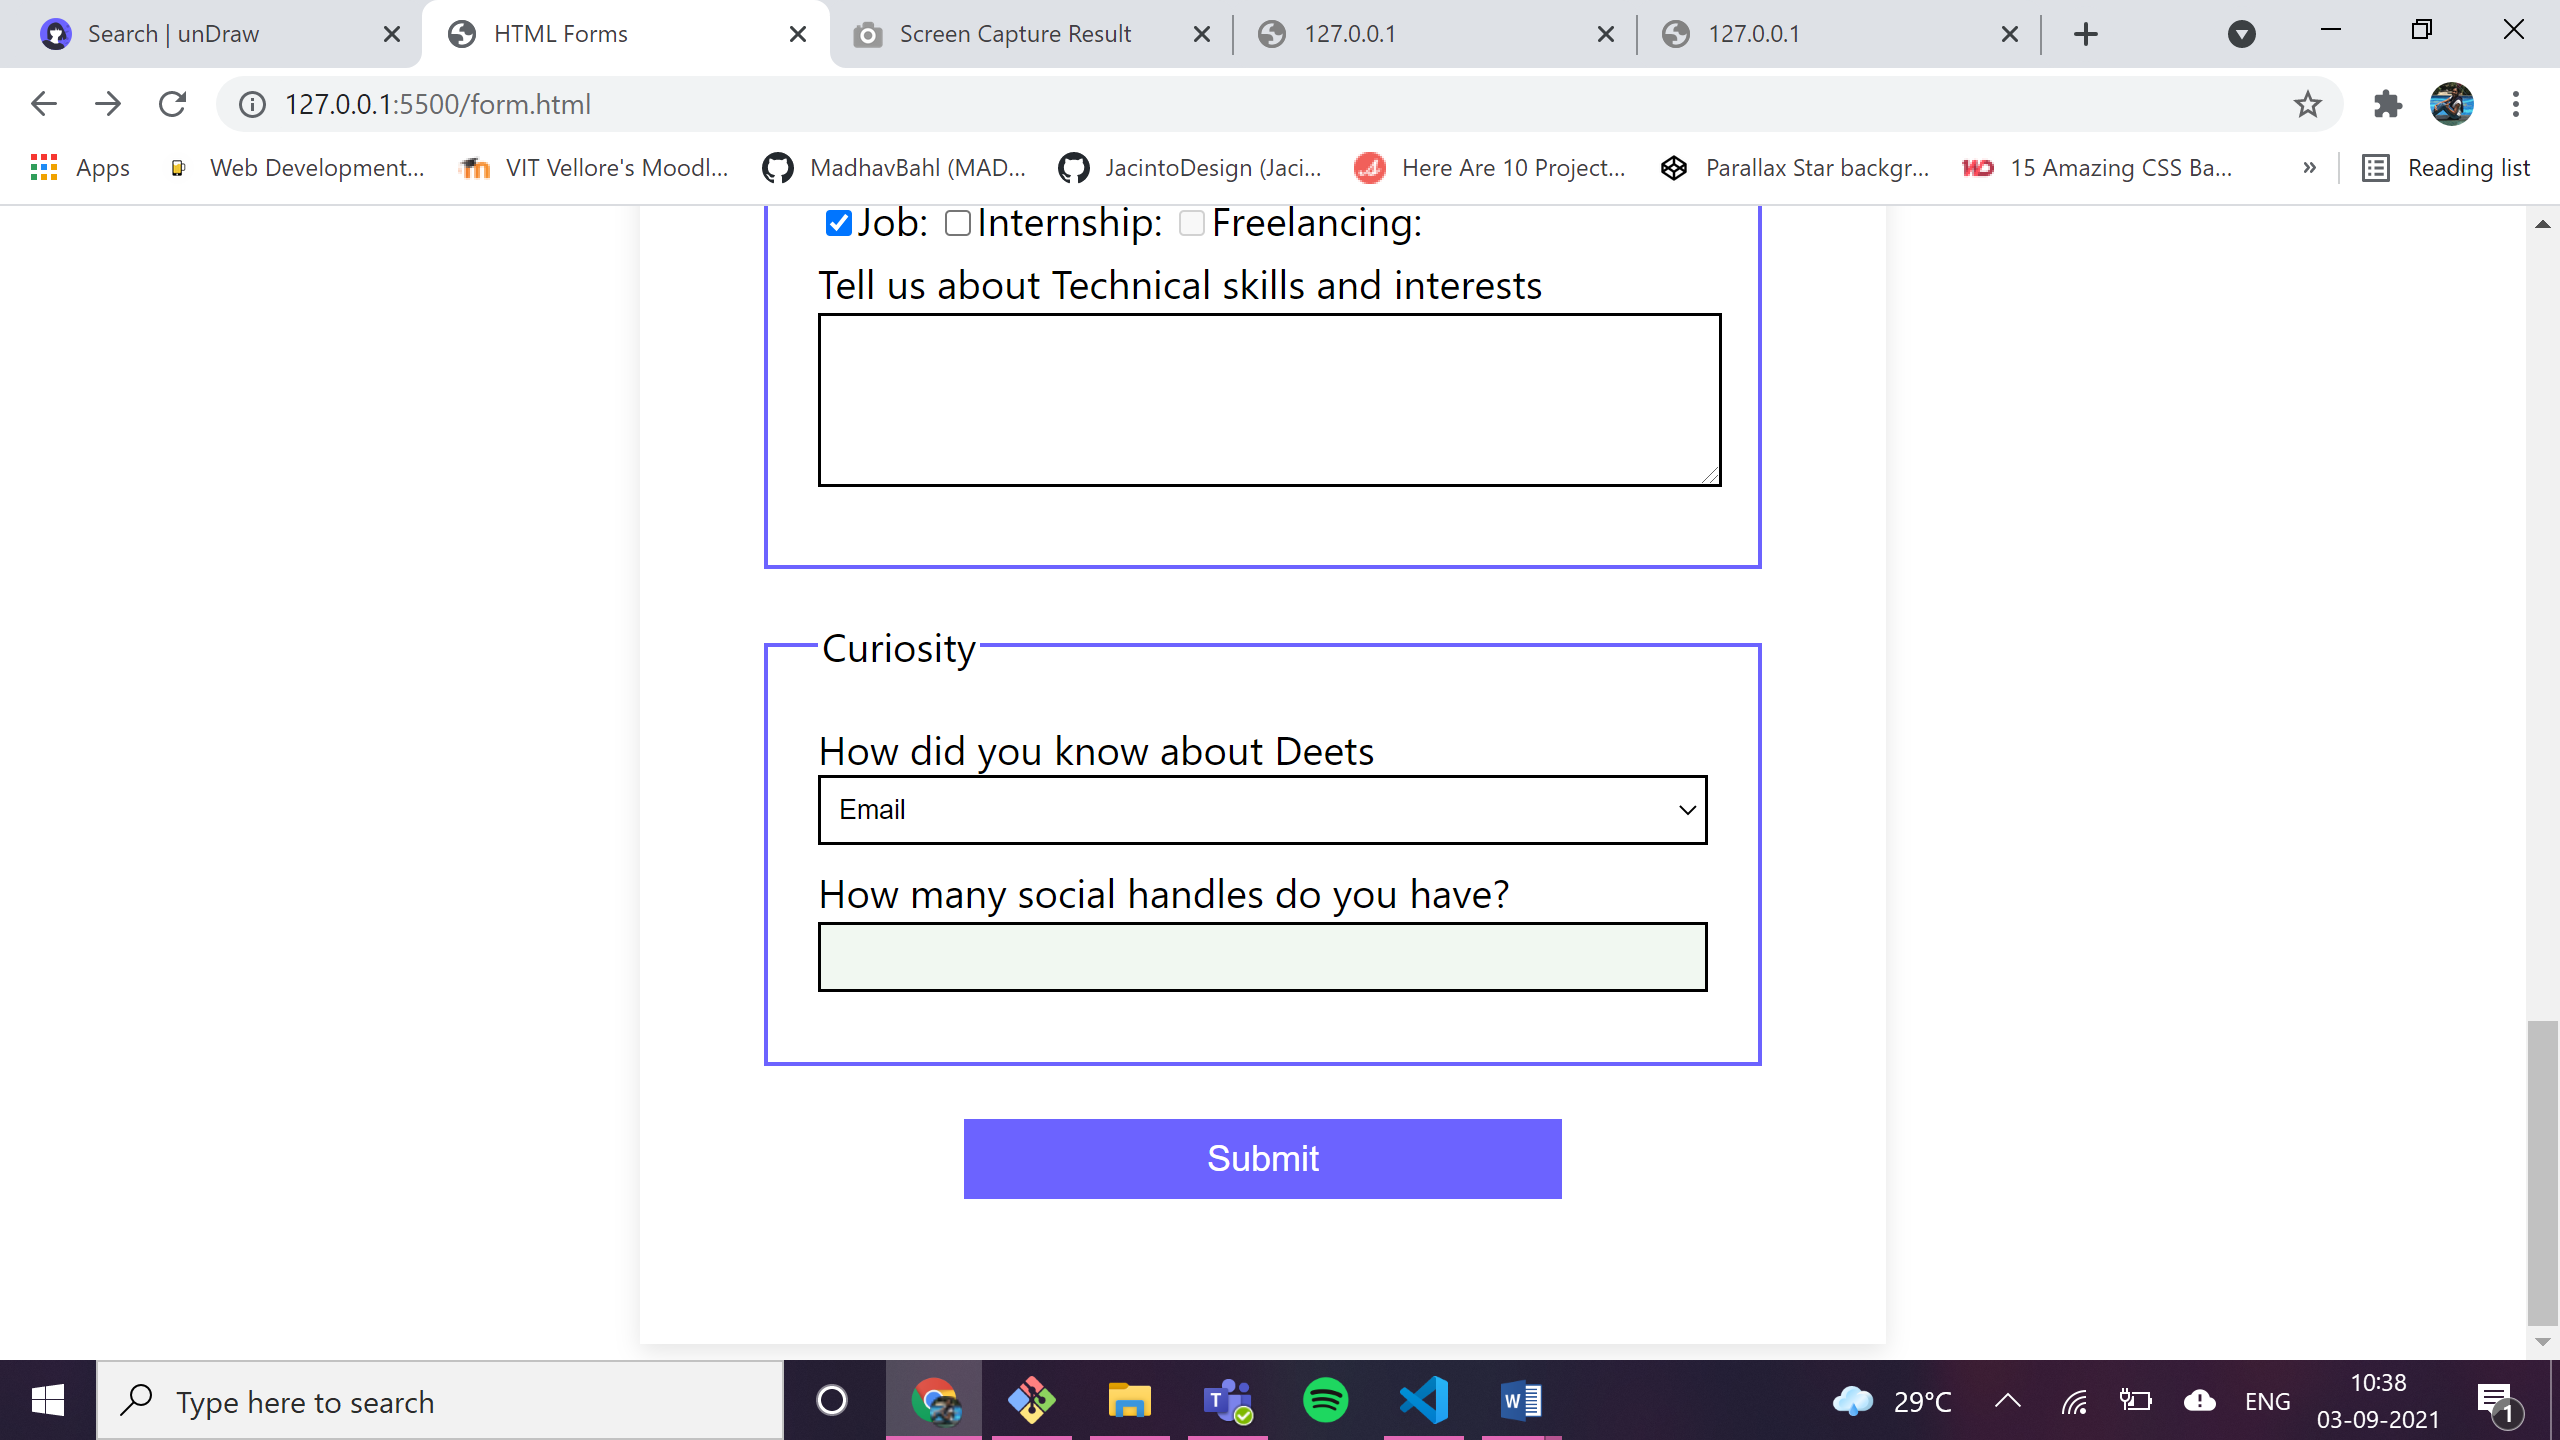 Search | unDraw
HTML Forms
Screen Capture Result
127.0.0.1
127.0.0.1
127.0.0.1:5500/form.html
Apps
Web Development...
VIT Vellore's Moodl...
MadhavBahl (MAD...
JacintoDesign (Jaci...
Here Are 10 Project...
Parallax Star backgr...
15 Amazing CSS Ba...
»
Reading list
Job: Internship: Freelancing:
Tell us about Technical skills and interests
Curiosity
How did you know about Deets
Email
How many social handles do you have?
Submit
Type here to search
29°C
ENG
10:38
03-09-2021
1